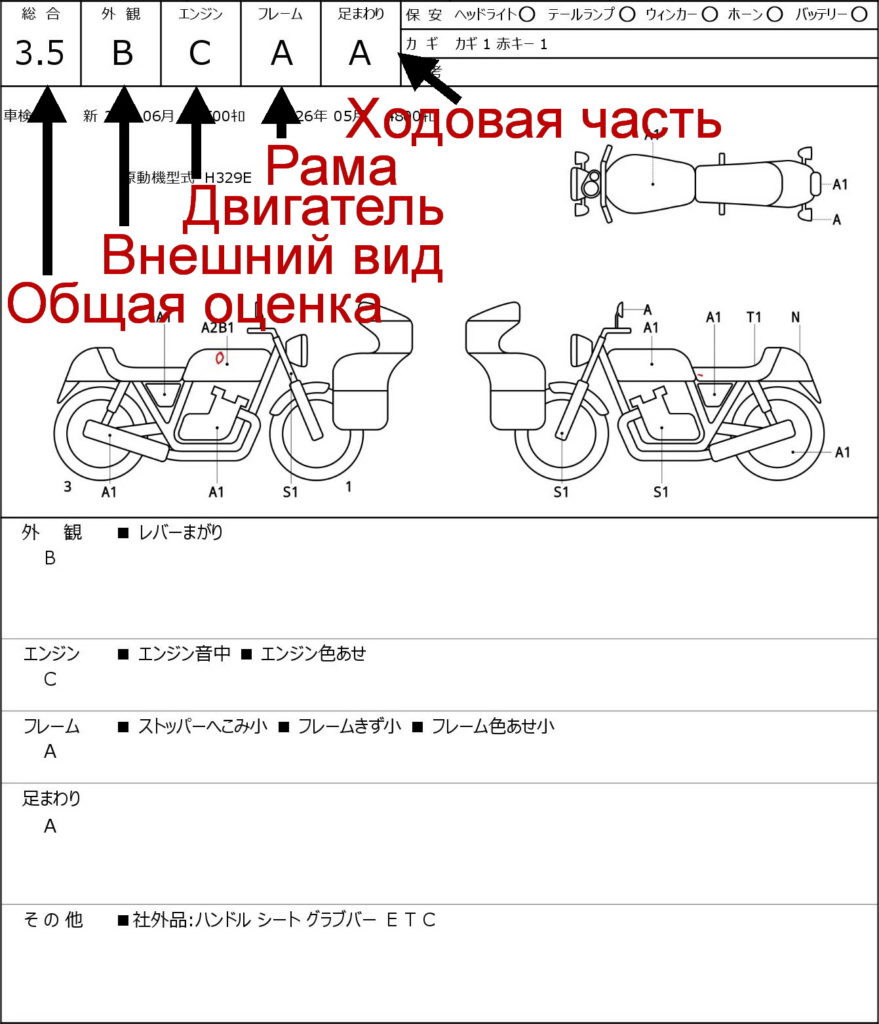 総合 外観 エンジン フレーム 足まわり 保安 ヘッドライト○ テールランプ○ ウィンカー○ ホーン○ バッテリー○
3.5 B C A A カギ カギ1 赤キー1
考
車検 新 06月 00㌔ 26年 05月
Ходовая часть
A1
Рама
原動機型式 H329E
A1
Двигатель
A
Внешний вид
Общая оценка
A1 A A1 A1 T1 N
A2B1
A1
3 A1 A1 S1 1 S1 S1
外観 ■ レバーまがり
B
エンジン ■ エンジン音中 ■ エンジン色あせ
C
フレーム ■ ストッパーへこみ小 ■ フレームきず小 ■ フレーム色あせ小
A
足まわり
A
その他 ■社外品:ハンドル シート グラブバー ETC